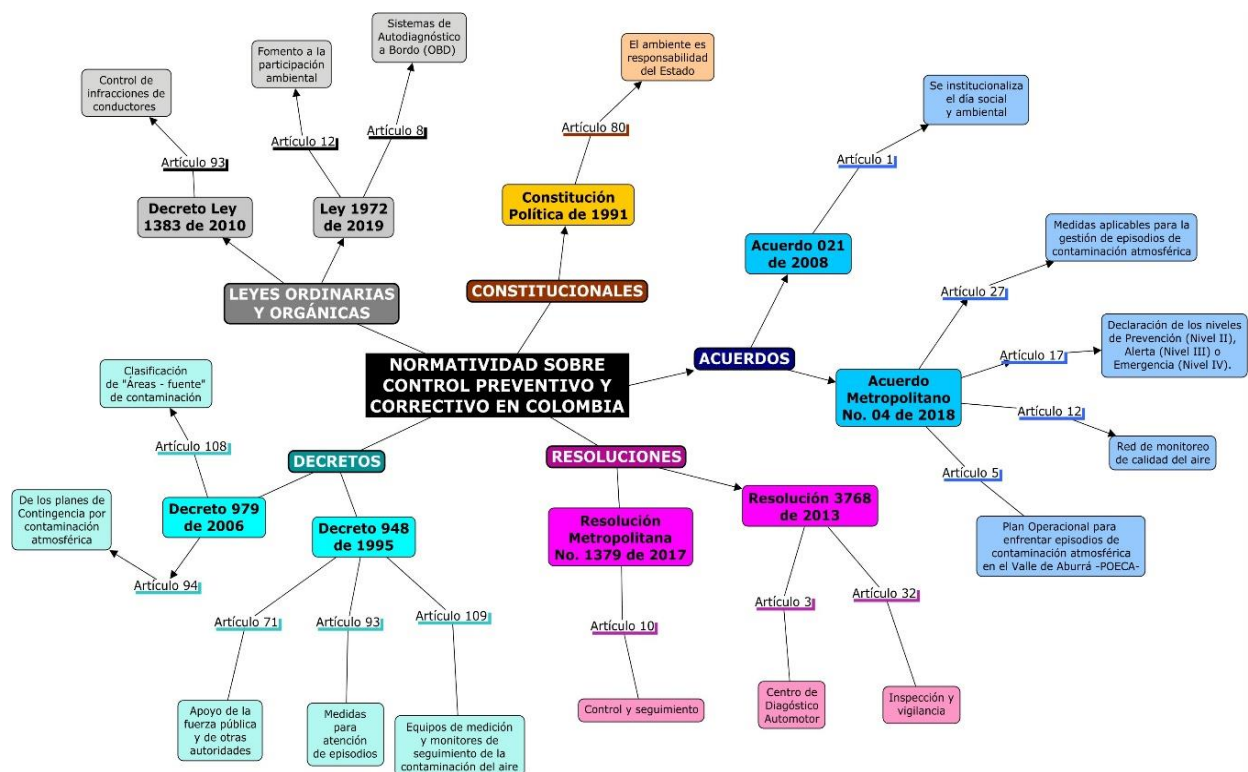 Sistemas de
Autodiagnóstico
a Bordo (OBD)
Fomento a la
participación
ambiental
Control de
infracciones de
conductores
Artículo 93
Artículo 12
Artículo 8
Decreto Ley
1383 de 2010
Ley 1972
de 2019
LEYES ORDINARIAS
Y ORGÁNICAS
El ambiente es
responsabilidad
del Estado
Artículo 80
Constitución
Política de 1991
CONSTITUCIONALES
Se institucionaliza
el día social
y ambiental
Artículo 1
Acuerdo 021
de 2008
ACUERDOS
Medidas aplicables para la
gestión de episodios de
contaminación atmosférica
Artículo 27
Declaración de los niveles
de Prevención (Nivel II),
Alerta (Nivel III) o
Emergencia (Nivel IV).
Artículo 17
Acuerdo
Metropolitano
No. 04 de 2018
Artículo 12
Red de monitoreo
de calidad del aire
Artículo 5
Plan Operacional para
enfrentar episodios de
contaminación atmosférica
en el Valle de Aburrá -POECA-
NORMATIVIDAD SOBRE
CONTROL PREVENTIVO Y
CORRECTIVO EN COLOMBIA
DECRETOS
Clasificación
de "Áreas - fuente"
de contaminación
Artículo 108
De los planes de
Contingencia por
contaminación
atmosférica
Artículo 94
Decreto 979
de 2006
Decreto 948
de 1995
Artículo 71
Artículo 93
Artículo 109
Apoyo de la
fuerza pública
y de otras
autoridades
Medidas
para
atención
de episodios
Equipos de medición
y monitores de
seguimiento de la
contaminación del aire
RESOLUCIONES
Resolución
Metropolitana
No. 1379 de 2017
Artículo 10
Control y seguimiento
Resolución 3768
de 2013
Artículo 3
Artículo 32
Centro de
Diagóstico
Automotor
Inspección y
vigilancia